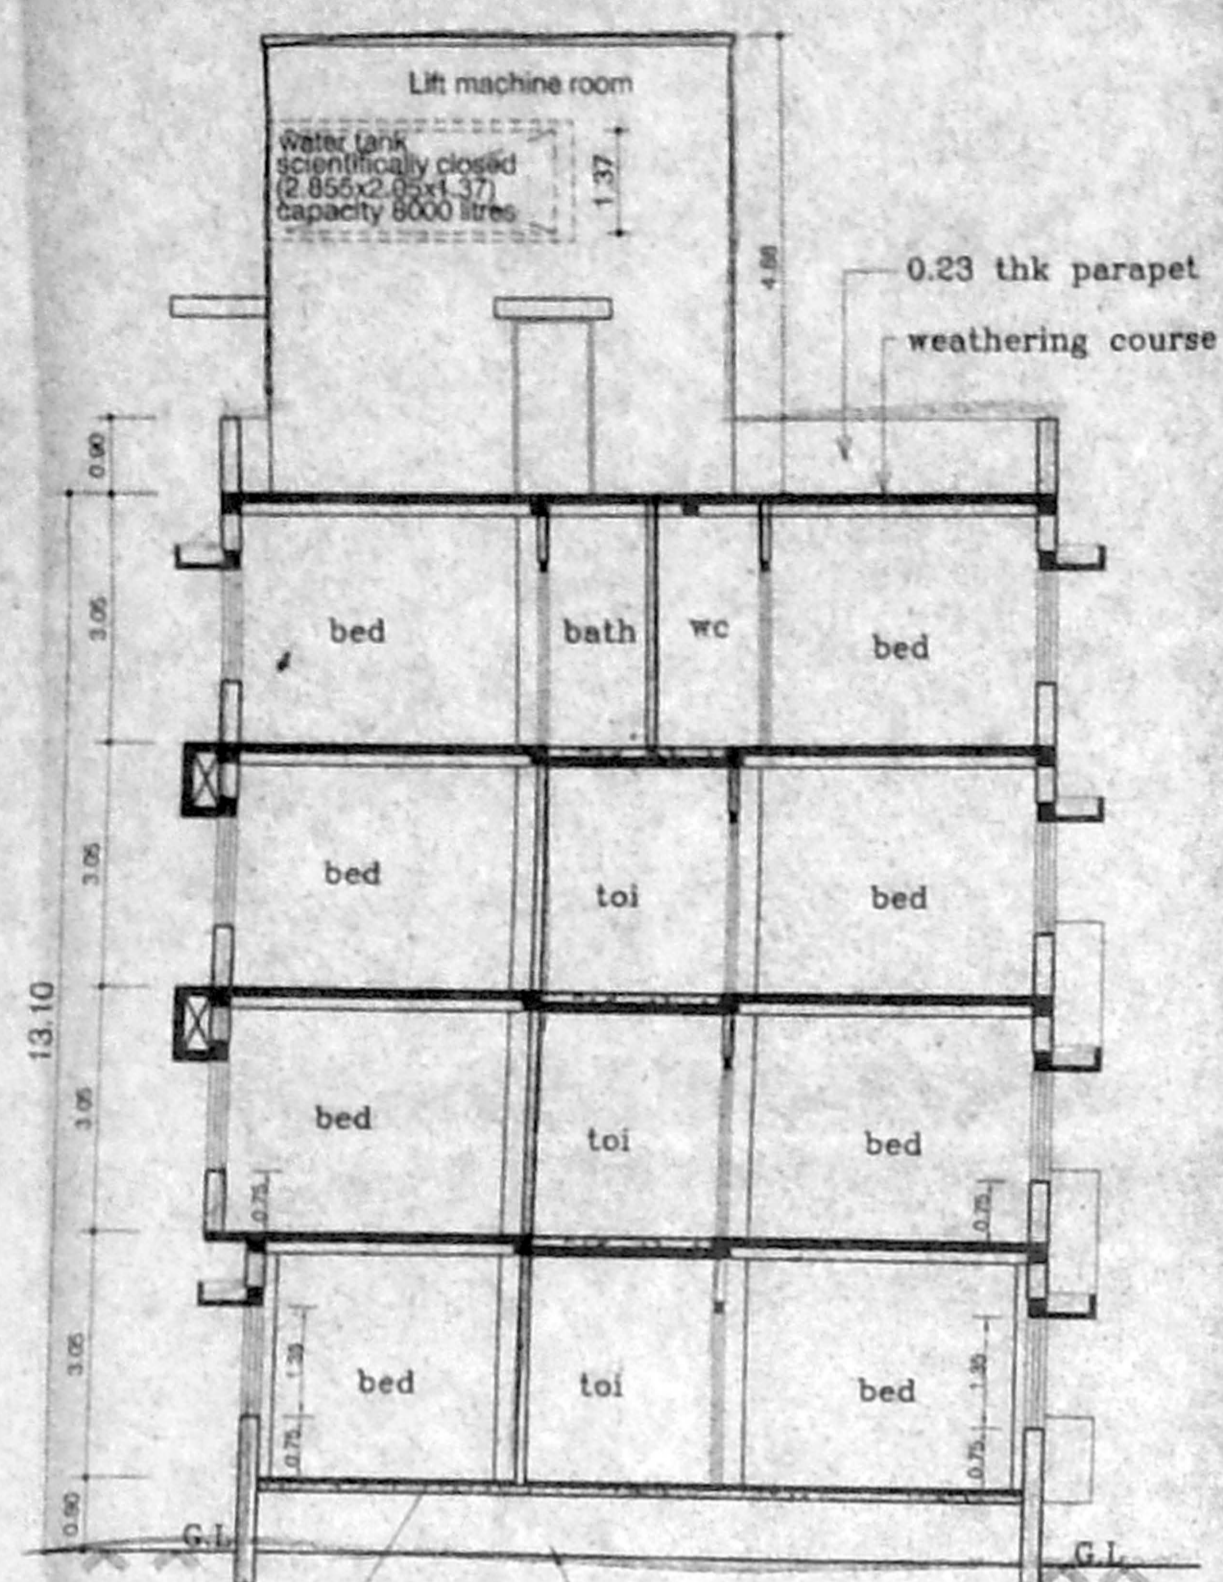 Lift machine room
water tank
scientifically closed
(2.855x2.05x1.37)
capacity 8000 litres
1.37
4.88
0.23 thk parapet
weathering course
0.90
3.05
bed
bath
wc
bed
3.05
bed
toi
bed
13.10
3.05
bed
toi
bed
0.75
0.75
3.05
1.35
1.35
bed
toi
bed
0.75
0.75
0.90
G.L
G.L